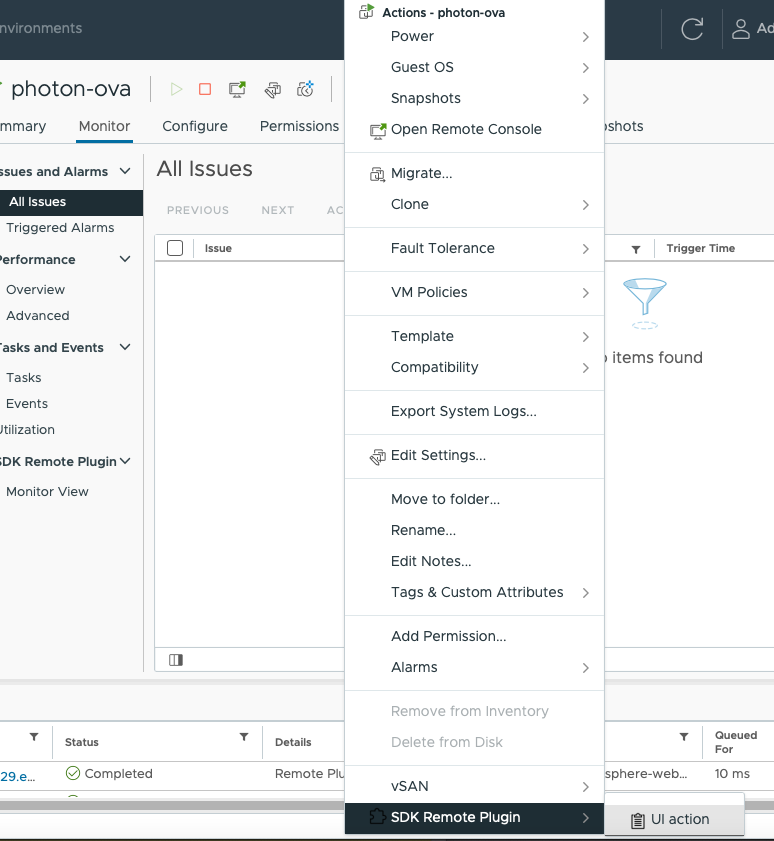 nvironments
Ad
photon-ova
mmary
Monitor
Configure
Permissions
pshots
ssues and Alarms
All Issues
Triggered Alarms
Performance
Overview
Advanced
Tasks and Events
Tasks
Events
Utilization
SDK Remote Plugin
Monitor View
All Issues
PREVIOUS
NEXT
AC
Issue
Trigger Time
items found
Actions - photon-ova
Power
Guest OS
Snapshots
Open Remote Console
Migrate...
Clone
Fault Tolerance
VM Policies
Template
Compatibility
Export System Logs...
Edit Settings...
Move to folder...
Rename...
Edit Notes...
Tags & Custom Attributes
Add Permission...
Alarms
Remove from Inventory
Delete from Disk
vSAN
SDK Remote Plugin
UI action
Status
Details
Queued
For
29.e...
Completed
Remote Plu
sphere-web...
10 ms